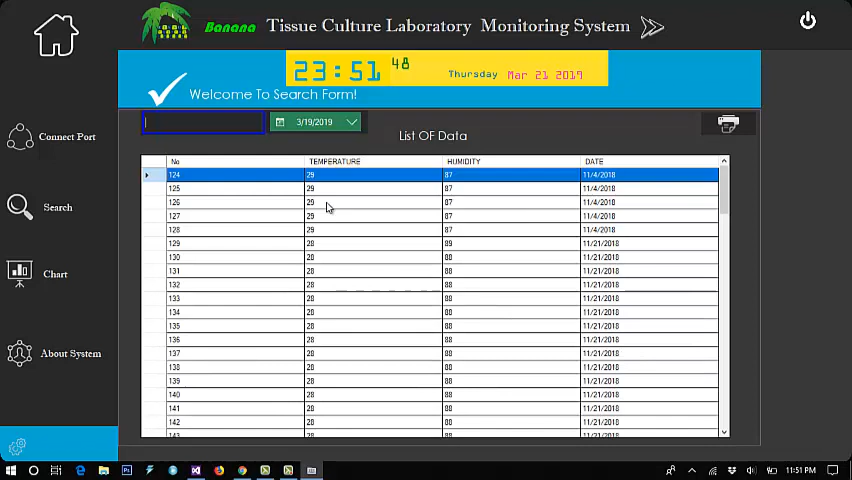 Banana Tissue Culture Laboratory Monitoring System
23:51 48
Thursday Mar 21 2019
Welcome To Search Form!
3/19/2019
List OF Data
Connect Port
Search
Chart
About System
No TEMPERATURE HUMIDITY DATE
124 29 87 11/4/2018
125 29 87 11/4/2018
126 29 87 11/4/2018
127 29 87 11/4/2018
128 29 87 11/4/2018
129 28 89 11/21/2018
130 28 88 11/21/2018
131 28 88 11/21/2018
132 28 88 11/21/2018
133 28 88 11/21/2018
134 28 88 11/21/2018
135 28 88 11/21/2018
136 28 88 11/21/2018
137 28 88 11/21/2018
138 28 88 11/21/2018
139 28 88 11/21/2018
140 28 88 11/21/2018
141 28 88 11/21/2018
142 28 88 11/21/2018
143 28 88 11/21/2018
11:51 PM